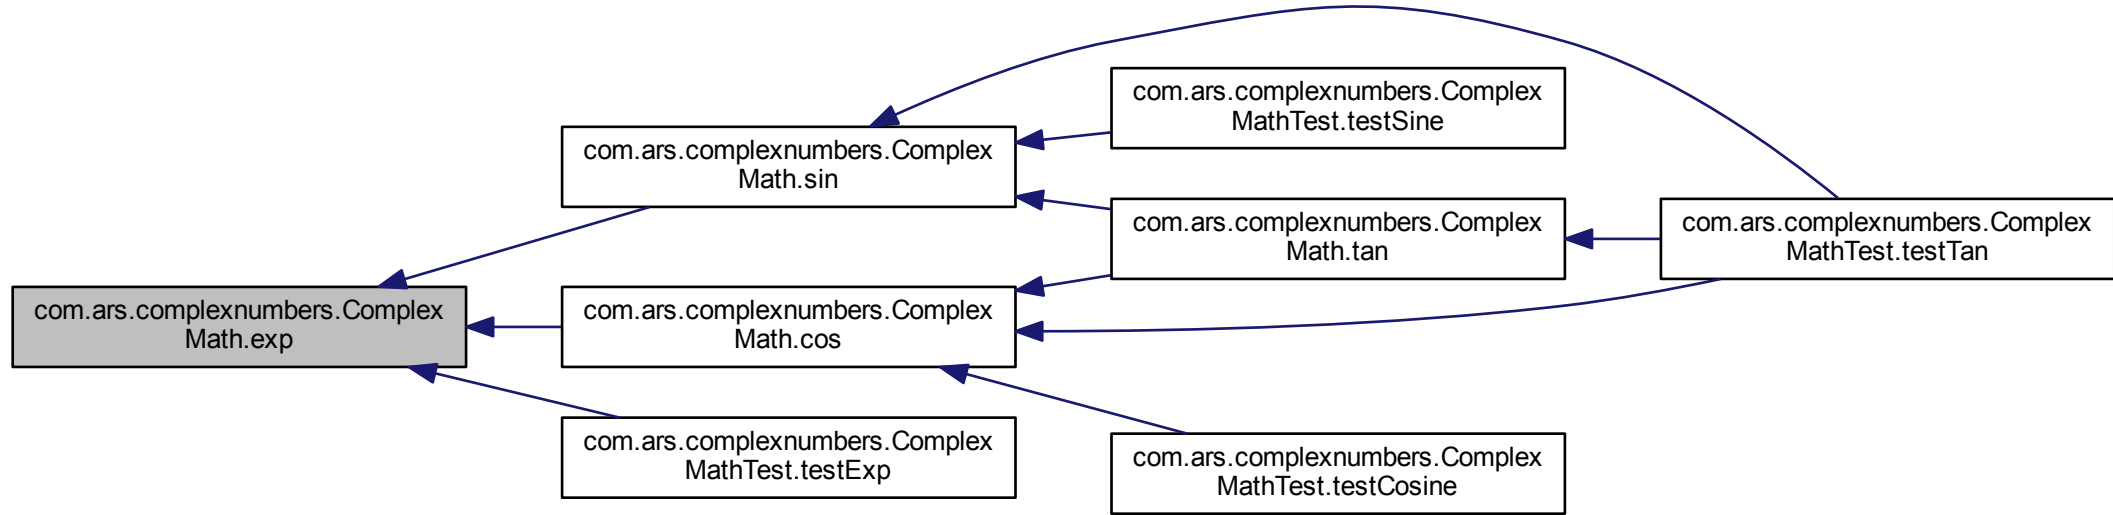 com.ars.complexnumbers.Complex
MathTest.testSine
com.ars.complexnumbers.Complex
Math.sin
com.ars.complexnumbers.Complex
Math.tan
com.ars.complexnumbers.Complex
MathTest.testTan
com.ars.complexnumbers.Complex
Math.exp
com.ars.complexnumbers.Complex
Math.cos
com.ars.complexnumbers.Complex
MathTest.testExp
com.ars.complexnumbers.Complex
MathTest.testCosine